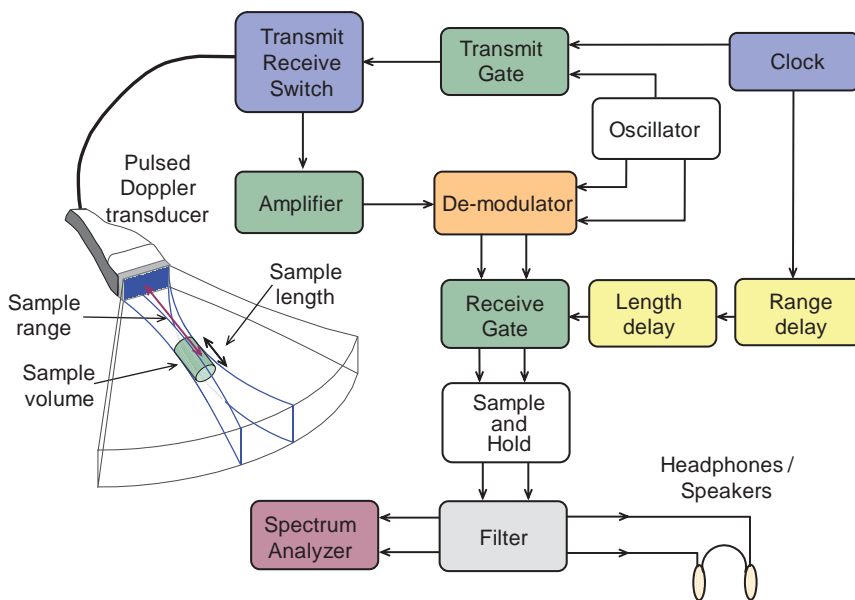 Transmit
Receive
Switch
Transmit
Gate
Clock
Oscillator
Pulsed
Doppler
transducer
Amplifier
De-modulator
Sample
length
Sample
range
Receive
Gate
Length
delay
Range
delay
Sample
volume
Sample
and
Hold
Headphones /
Speakers
Spectrum
Analyzer
Filter